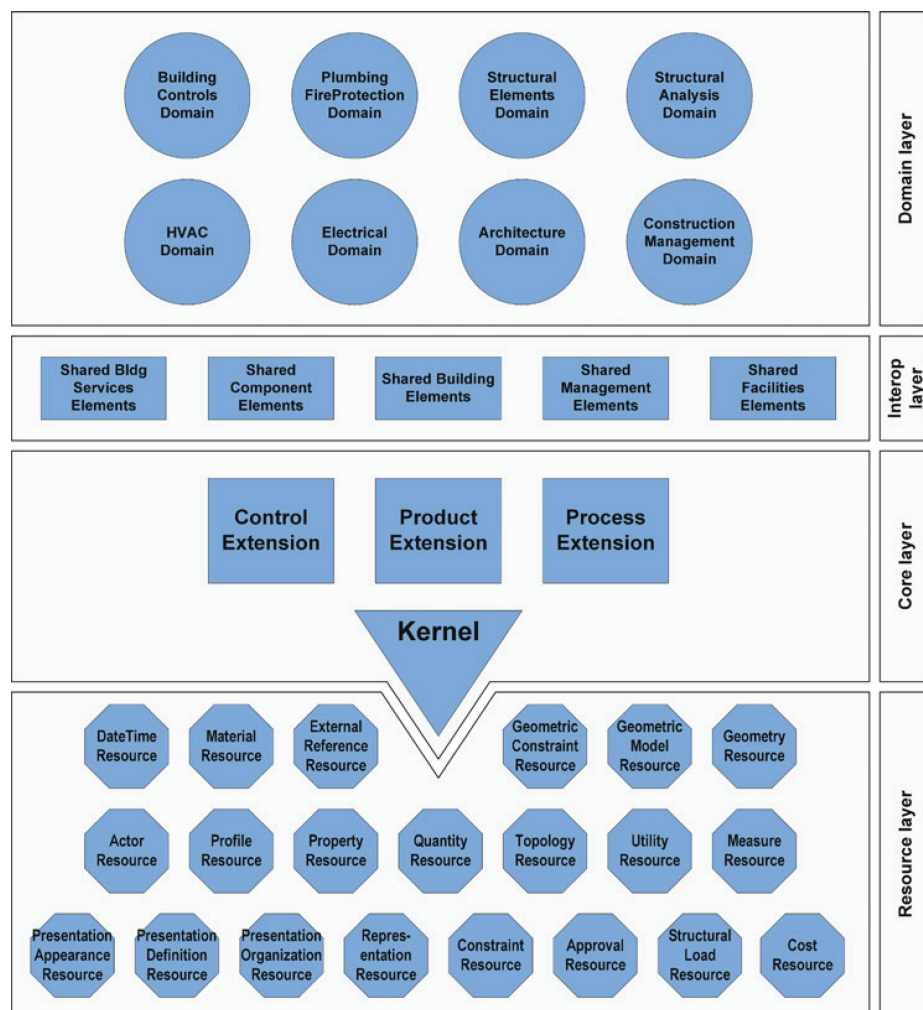 Building
Controls
Domain
Plumbing
FireProtection
Domain
Structural
Elements
Domain
Structural
Analysis
Domain
HVAC
Domain
Electrical
Domain
Architecture
Domain
Construction
Management
Domain
Domain layer
Shared Bldg
Services
Elements
Shared
Component
Elements
Shared Building
Elements
Shared
Management
Elements
Shared
Facilities
Elements
Interop
layer
Control
Extension
Product
Extension
Process
Extension
Kernel
Core layer
DateTime
Resource
Material
Resource
External
Reference
Resource
Geometric
Constraint
Resource
Geometric
Model
Resource
Geometry
Resource
Actor
Resource
Profile
Resource
Property
Resource
Quantity
Resource
Topology
Resource
Utility
Resource
Measure
Resource
Presentation
Appearance
Resource
Presentation
Definition
Resource
Presentation
Organization
Resource
Repres-
entation
Resource
Constraint
Resource
Approval
Resource
Structural
Load
Resource
Cost
Resource
Resource layer